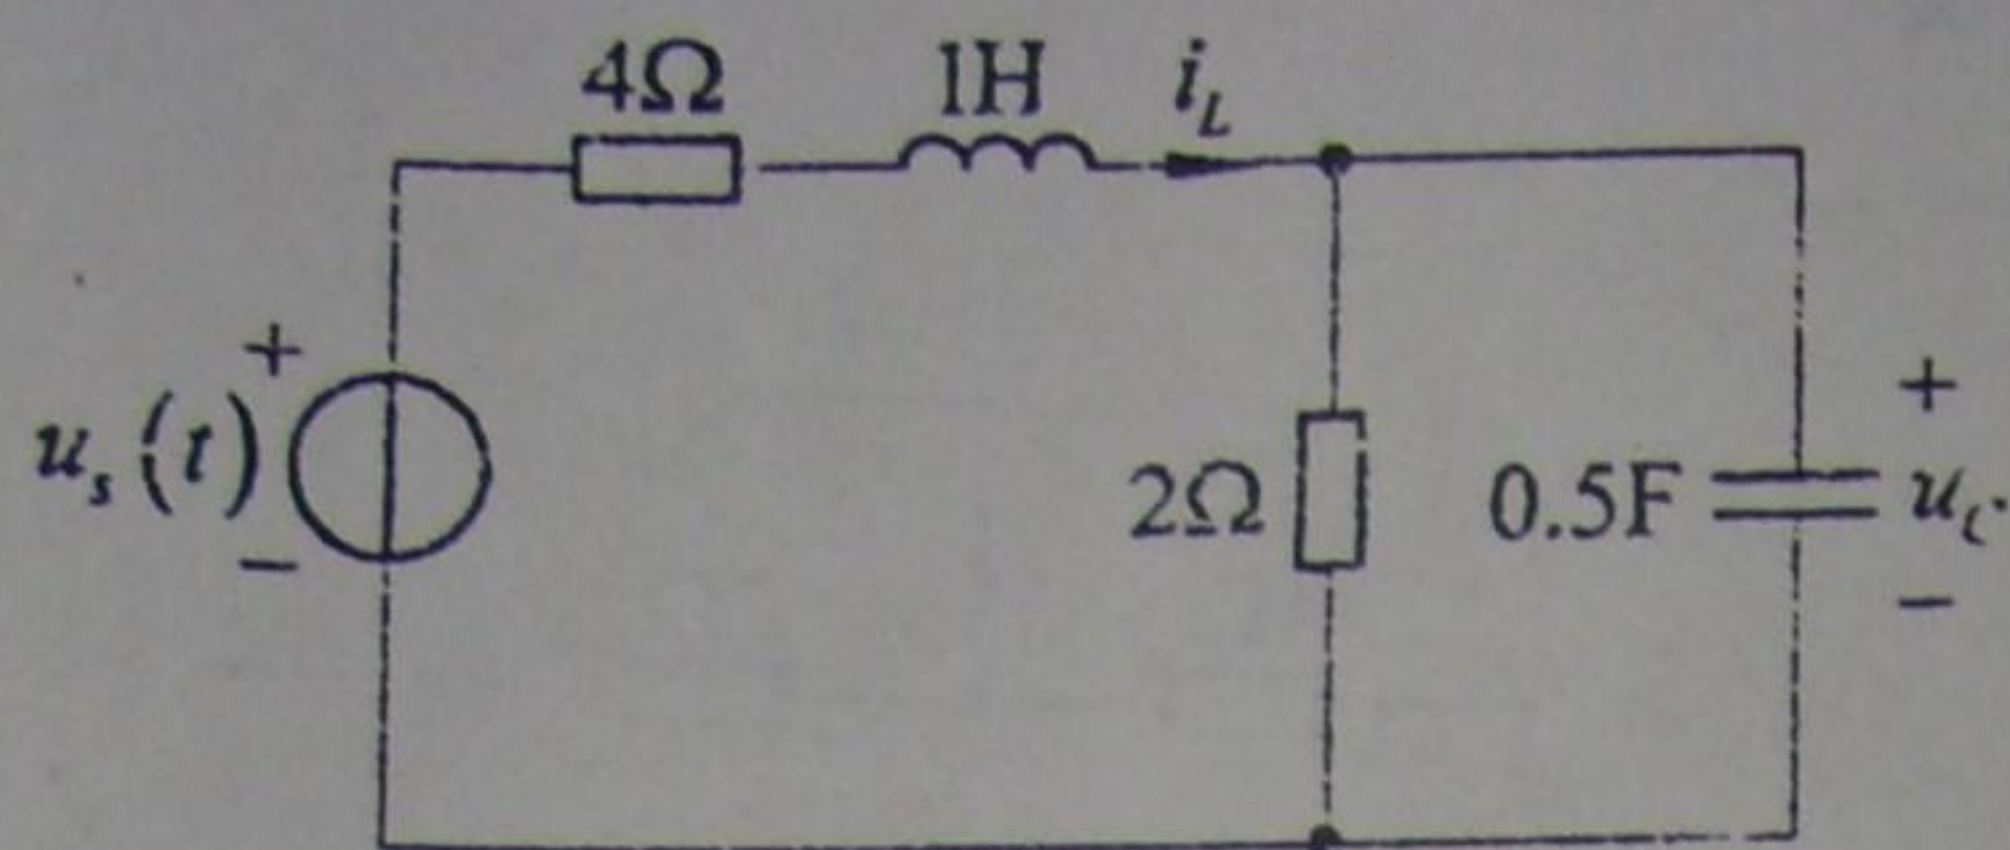 4Ω 1H i_L
+
u_s(t)
−
2Ω 0.5F
+
u_C
−